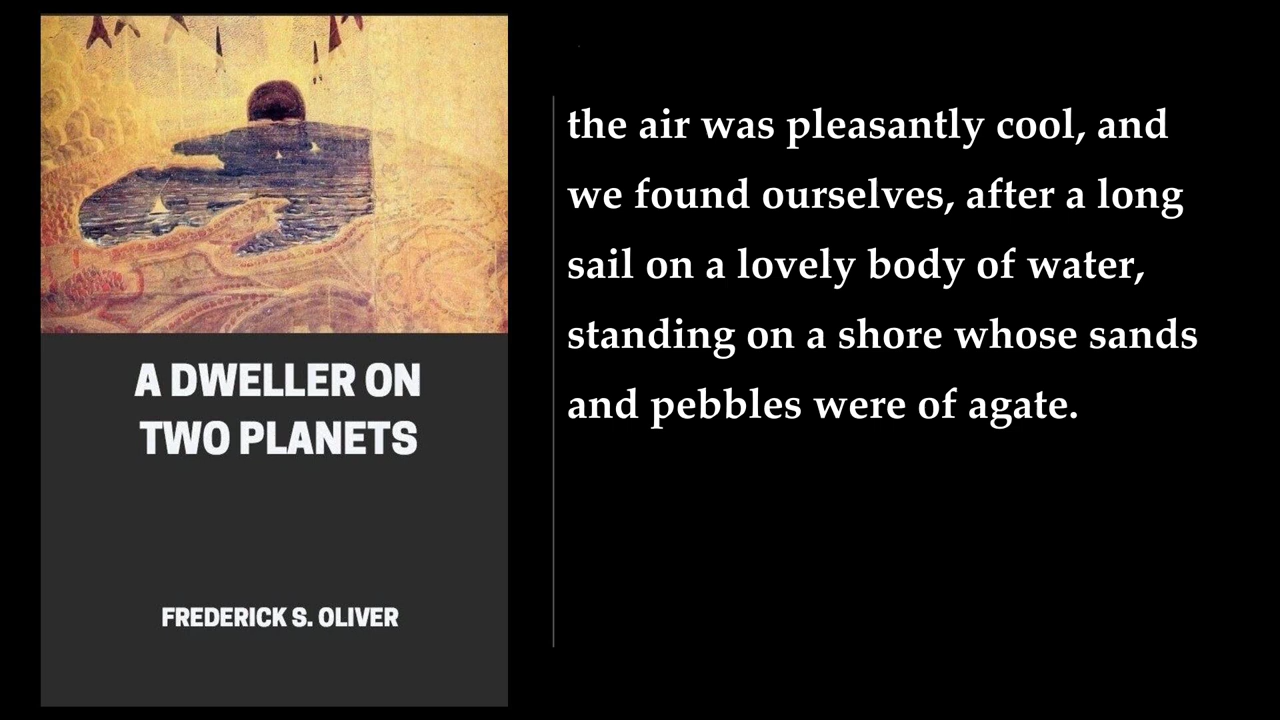 A DWELLER ON
TWO PLANETS
FREDERICK S. OLIVER
the air was pleasantly cool, and
we found ourselves, after a long
sail on a lovely body of water,
standing on a shore whose sands
and pebbles were of agate.